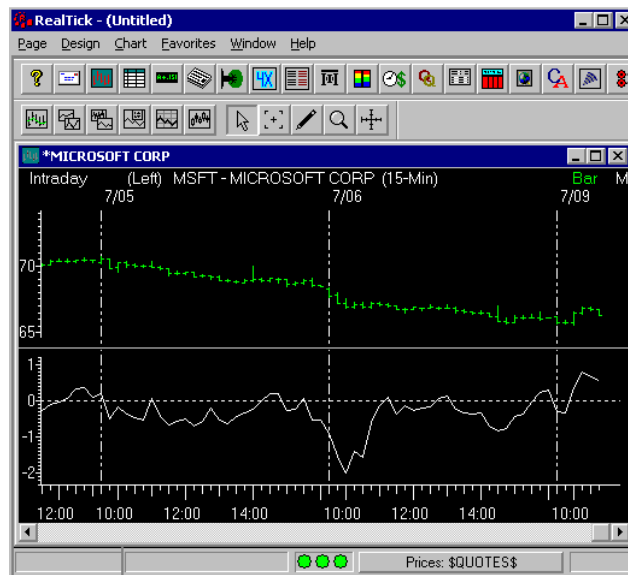 RealTick - (Untitled)
Page Design Chart Favorites Window Help
*MICROSOFT CORP
Intraday (Left) MSFT - MICROSOFT CORP (15-Min) Bar M
7/05 7/06 7/09
70
65
1
0
-1
-2
12:00 10:00 12:00 14:00 10:00 12:00 14:00 10:00
Prices: $QUOTES$